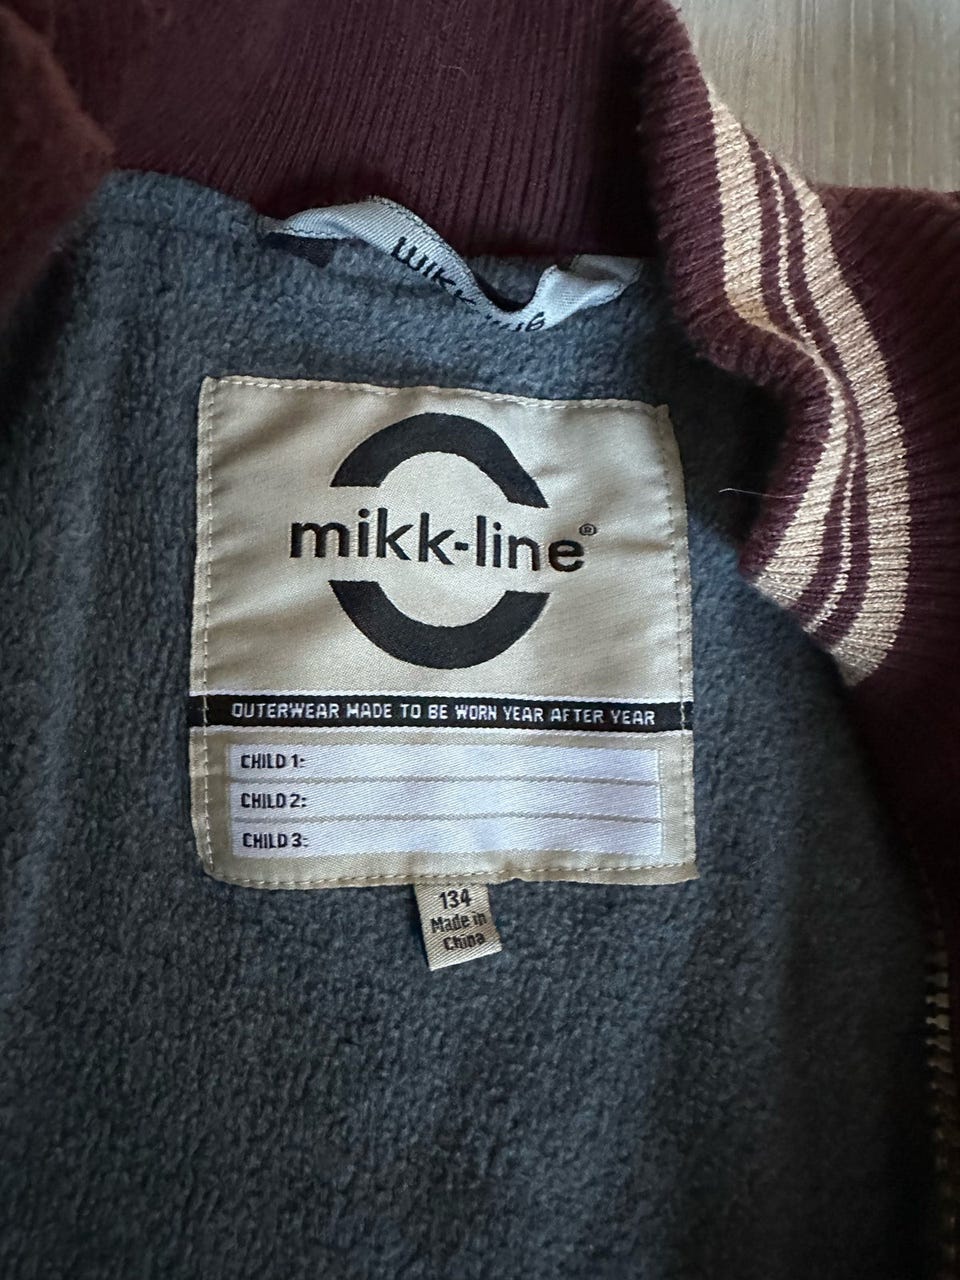 mikk-line®
OUTERWEAR MADE TO BE WORN YEAR AFTER YEAR
CHILD 1:
CHILD 2:
CHILD 3:
134
Made in
China